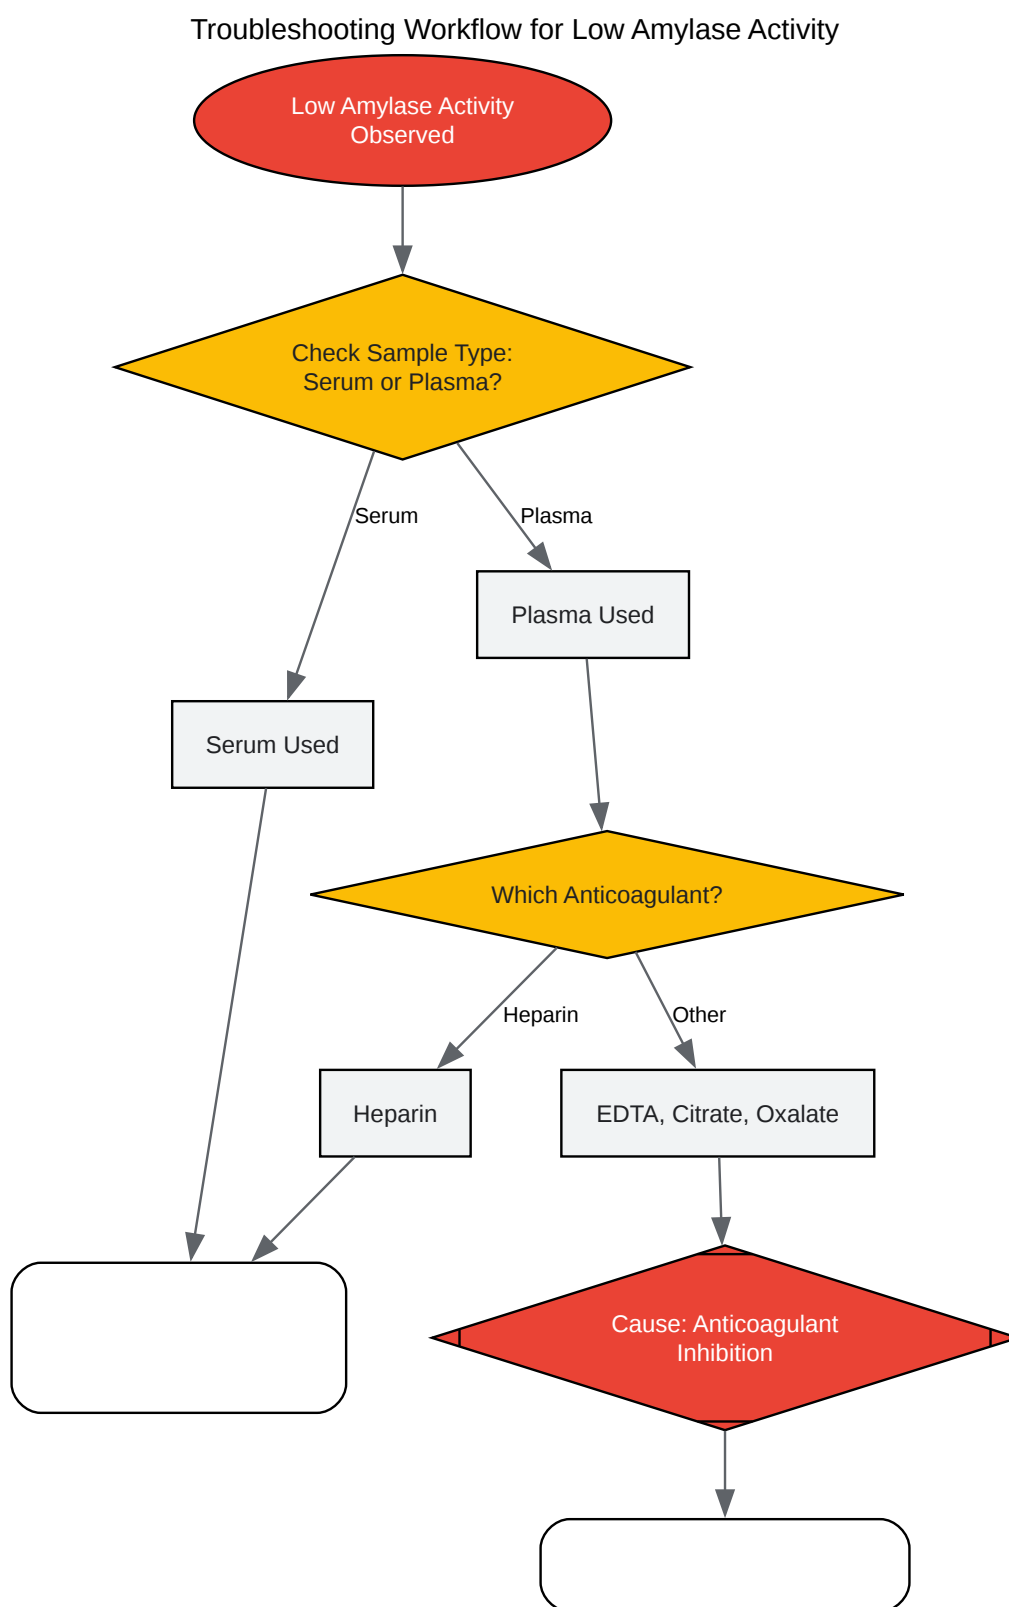 Troubleshooting Workflow for Low Amylase Activity
Low Amylase Activity
Observed
Check Sample Type:
Serum or Plasma?
Serum
Plasma
Plasma Used
Serum Used
Which Anticoagulant?
Heparin
Other
Heparin
EDTA, Citrate, Oxalate
Cause: Anticoagulant
Inhibition